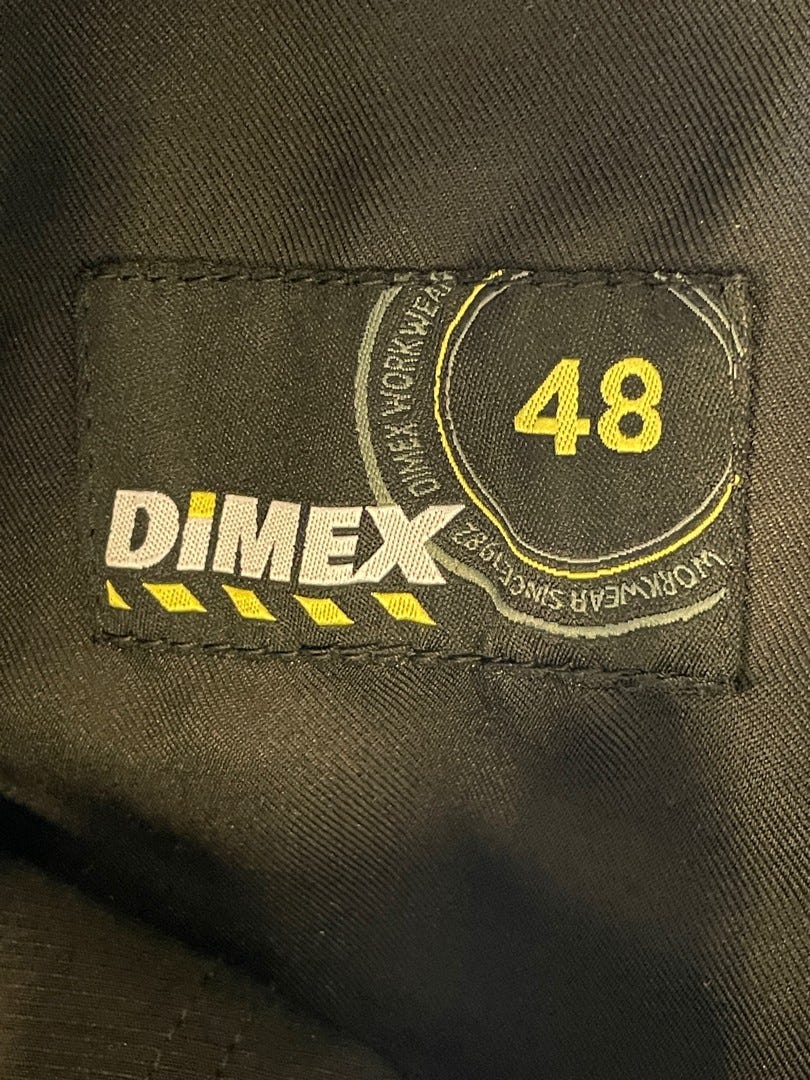 DIMEX WORKWEAR
48
DiMEX
WORKWEAR SINCE 1982